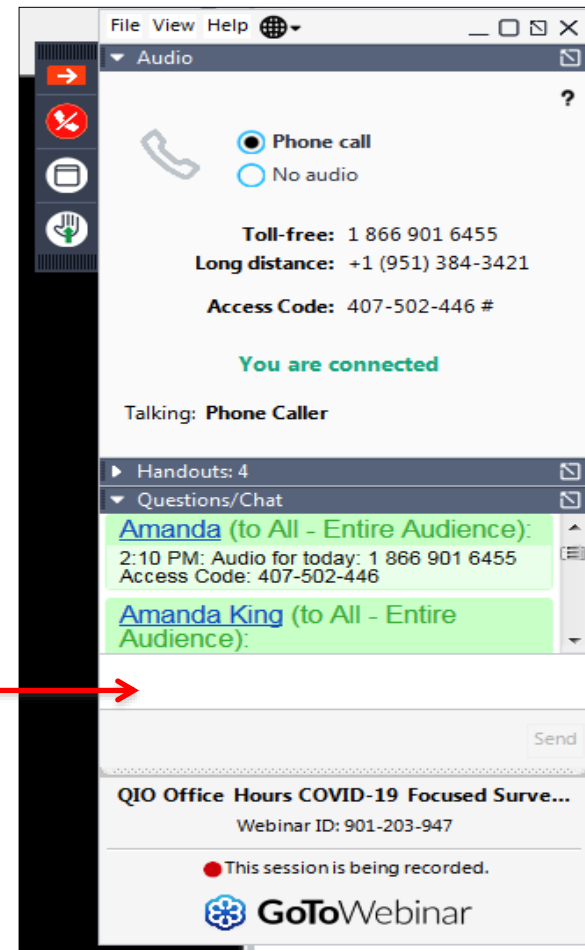 File View Help
Audio
?
Phone call
No audio
Toll-free: 1 866 901 6455
Long distance: +1 (951) 384-3421
Access Code: 407-502-446 #
You are connected
Talking: Phone Caller
Handouts: 4
Questions/Chat
Amanda (to All - Entire Audience):
2:10 PM: Audio for today: 1 866 901 6455
Access Code: 407-502-446
Amanda King (to All - Entire
Audience):
Send
QIO Office Hours COVID-19 Focused Surve...
Webinar ID: 901-203-947
This session is being recorded.
GoToWebinar